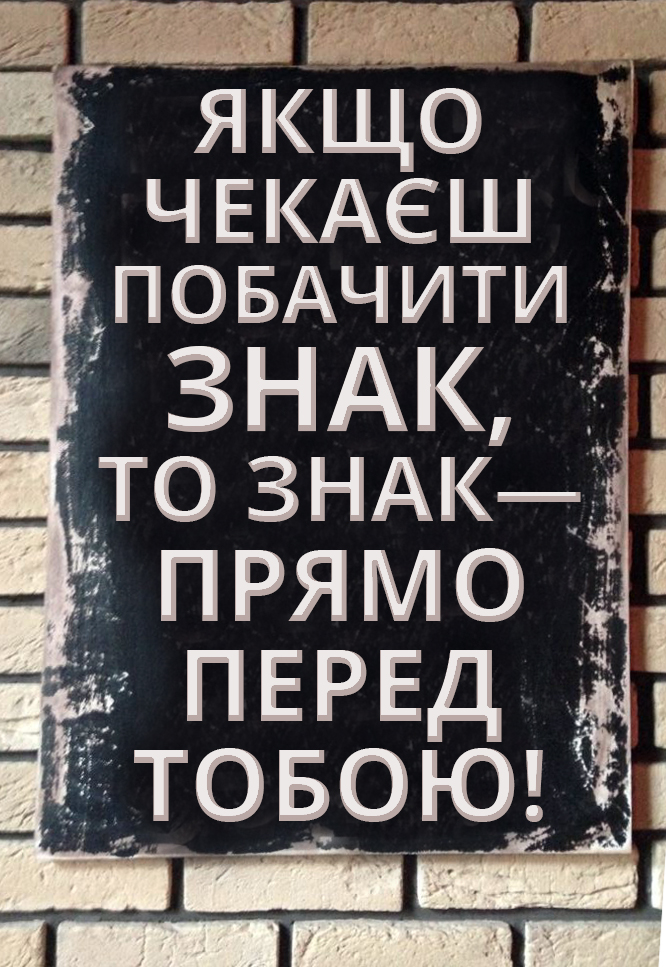 ЯКЩО
ЧЕКАЄШ
ПОБАЧИТИ
ЗНАК,
ТО ЗНАК—
ПРЯМО
ПЕРЕД
ТОБОЮ!